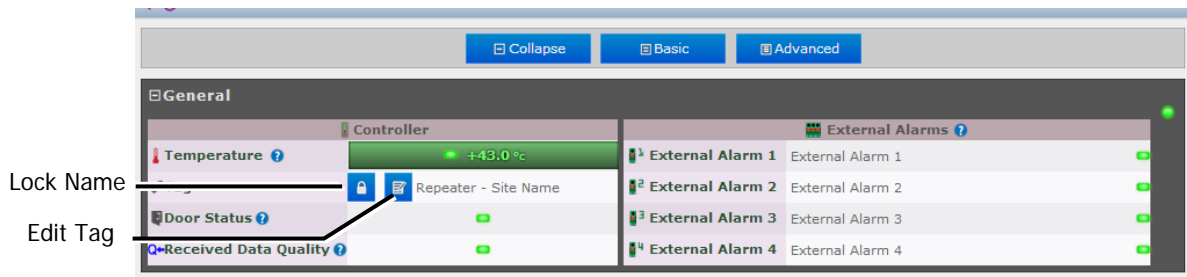 Collapse Basic Advanced
General
Controller External Alarms
Temperature +43.0 °c External Alarm 1 External Alarm 1
Lock Name Repeater - Site Name External Alarm 2 External Alarm 2
Door Status External Alarm 3 External Alarm 3
Edit Tag
Received Data Quality External Alarm 4 External Alarm 4